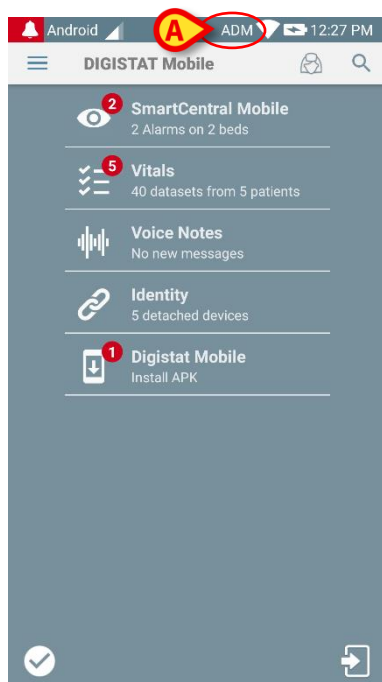 Android A ADM 12:27 PM
DIGISTAT Mobile
2 SmartCentral Mobile
2 Alarms on 2 beds
5 Vitals
40 datasets from 5 patients
Voice Notes
No new messages
Identity
5 detached devices
1 Digistat Mobile
Install APK